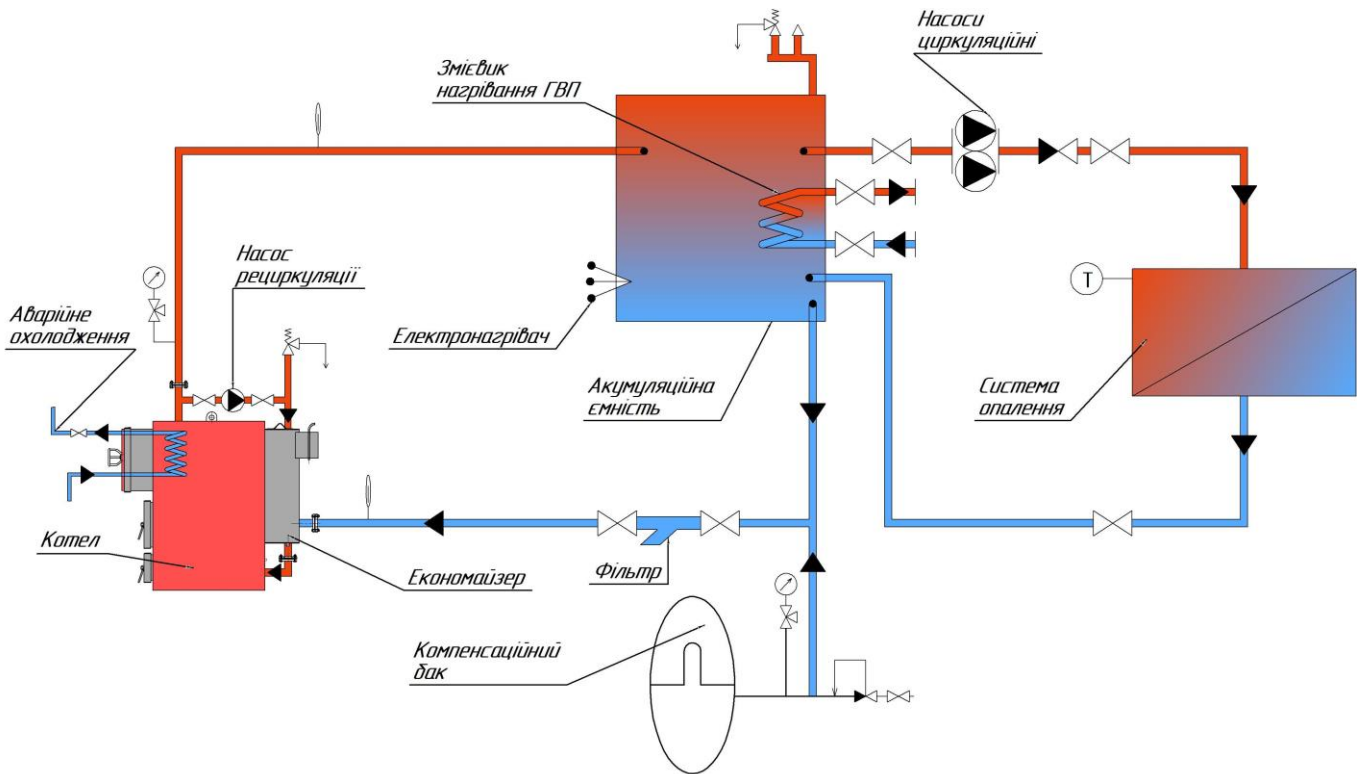 Насоси
циркуляційні
Змієвик
нагрівання ГВП
Насос
рециркуляції
Аварійне
охолодження
Електронагрівач
Т
Акумуляційна
ємність
Система
опалення
Котел
Економайзер
Фільтр
Компенсаційний
бак